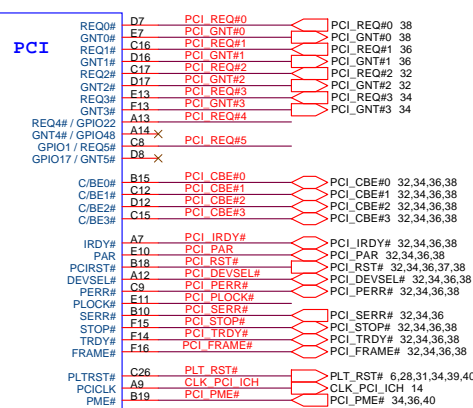 PCI
REQ0# D7 PCI_REQ#0 PCI_REQ#0 38
GNT0# E7 PCI_GNT#0 PCI_GNT#0 38
REQ1# C16 PCI_REQ#1 PCI_REQ#1 36
GNT1# D16 PCI_GNT#1 PCI_GNT#1 36
REQ2# C17 PCI_REQ#2 PCI_REQ#2 32
GNT2# D17 PCI_GNT#2 PCI_GNT#2 32
REQ3# E13 PCI_REQ#3 PCI_REQ#3 34
GNT3# F13 PCI_GNT#3 PCI_GNT#3 34
REQ4# / GPIO22 A13 PCI_REQ#4
GNT4# / GPIO48 A14
GPIO1 / REQ5# C8 PCI_REQ#5
GPIO17 / GNT5# D8
C/BE0# B15 PCI_CBE#0 PCI_CBE#0 32,34,36,38
C/BE1# C12 PCI_CBE#1 PCI_CBE#1 32,34,36,38
C/BE2# D12 PCI_CBE#2 PCI_CBE#2 32,34,36,38
C/BE3# C15 PCI_CBE#3 PCI_CBE#3 32,34,36,38
IRDY# A7 PCI_IRDY# PCI_IRDY# 32,34,36,38
PAR E10 PCI_PAR PCI_PAR 32,34,36,38
PCIRST# B18 PCI_RST# PCI_RST# 32,34,36,37,38
DEVSEL# A12 PCI_DEVSEL# PCI_DEVSEL# 32,34,36,38
PERR# C9 PCI_PERR# PCI_PERR# 32,34,36,38
PLOCK# E11 PCI_PLOCK#
SERR# B10 PCI_SERR# PCI_SERR# 32,34,36
STOP# F15 PCI_STOP# PCI_STOP# 32,34,36,38
TRDY# F14 PCI_TRDY# PCI_TRDY# 32,34,36,38
FRAME# F16 PCI_FRAME# PCI_FRAME# 32,34,36,38
PLTRST# C26 PLT_RST# PLT_RST# 6,28,31,34,39,40
PCICLK A9 CLK_PCI_ICH CLK_PCI_ICH 14
PME# B19 PCI_PME# PCI_PME# 34,36,40